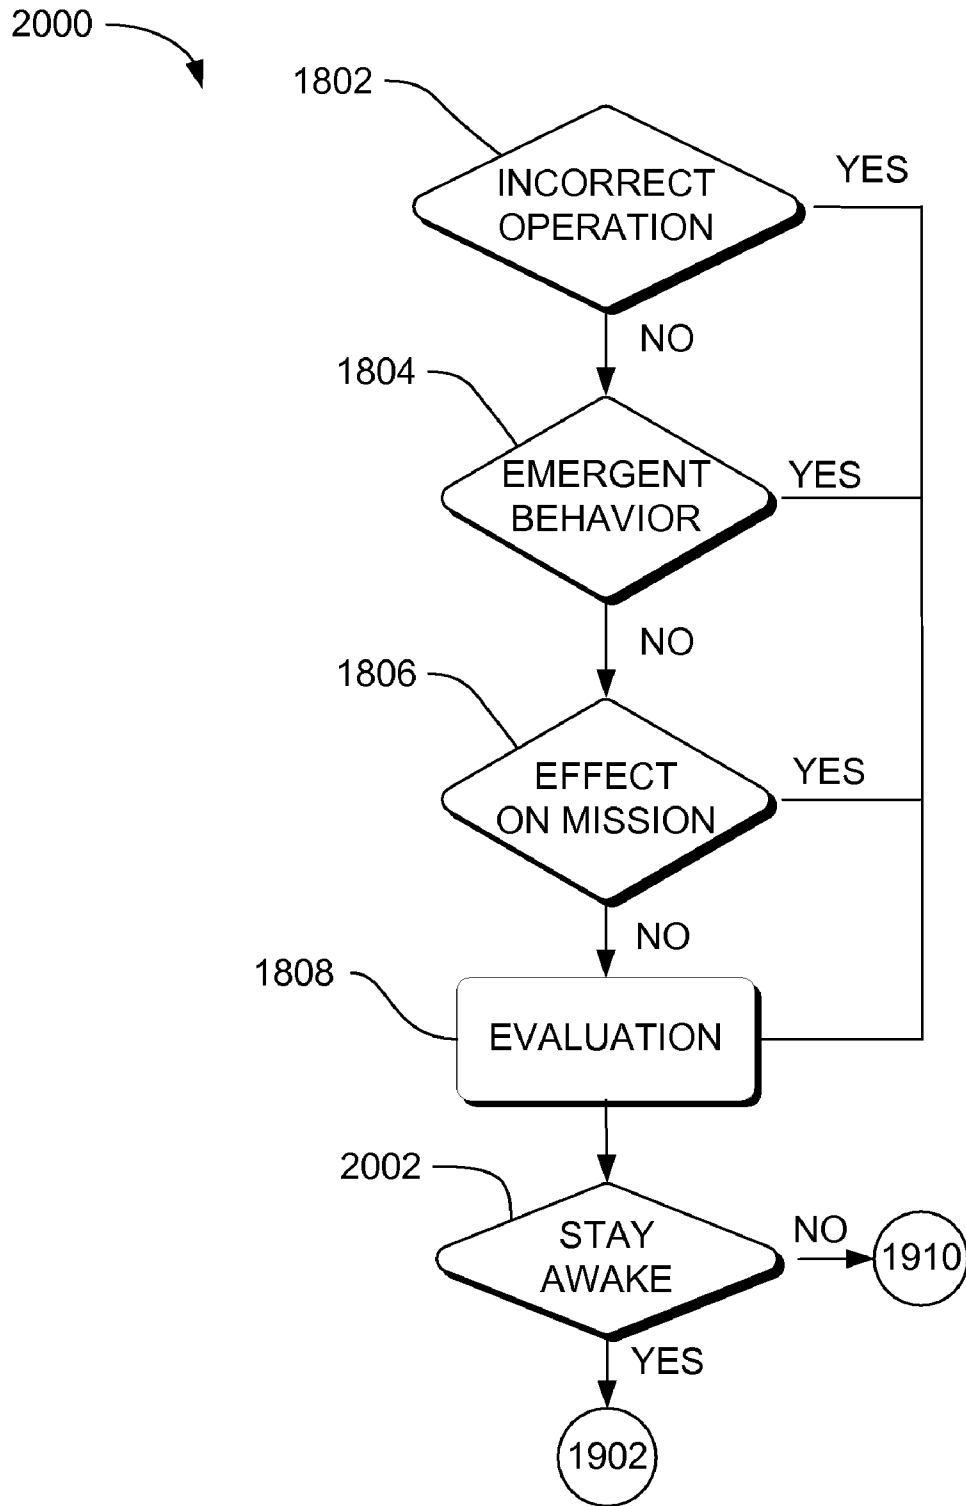 2000
1802
INCORRECT
OPERATION
YES
NO
1804
EMERGENT
BEHAVIOR
YES
NO
1806
EFFECT
ON MISSION
YES
NO
1808
EVALUATION
2002
STAY
AWAKE
NO
1910
YES
1902